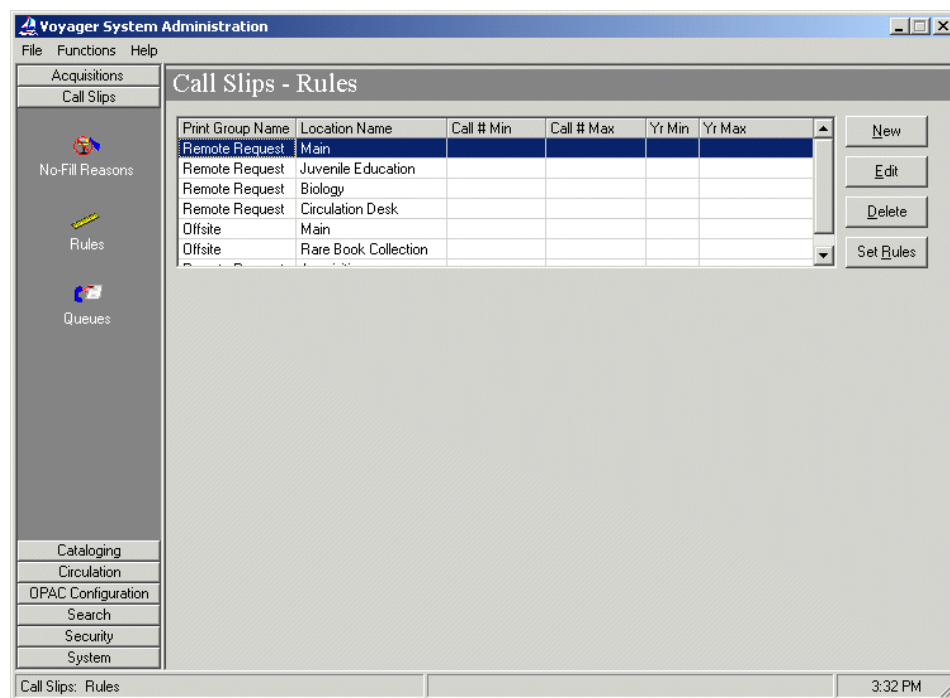 Voyager System Administration
File Functions Help
Acquisitions
Call Slips
No-Fill Reasons
Rules
Queues
Cataloging
Circulation
OPAC Configuration
Search
Security
System
Call Slips - Rules
Print Group Name Location Name Call # Min Call # Max Yr Min Yr Max
Remote Request Main
Remote Request Juvenile Education
Remote Request Biology
Remote Request Circulation Desk
Offsite Main
Offsite Rare Book Collection
New
Edit
Delete
Set Rules
Call Slips: Rules 3:32 PM